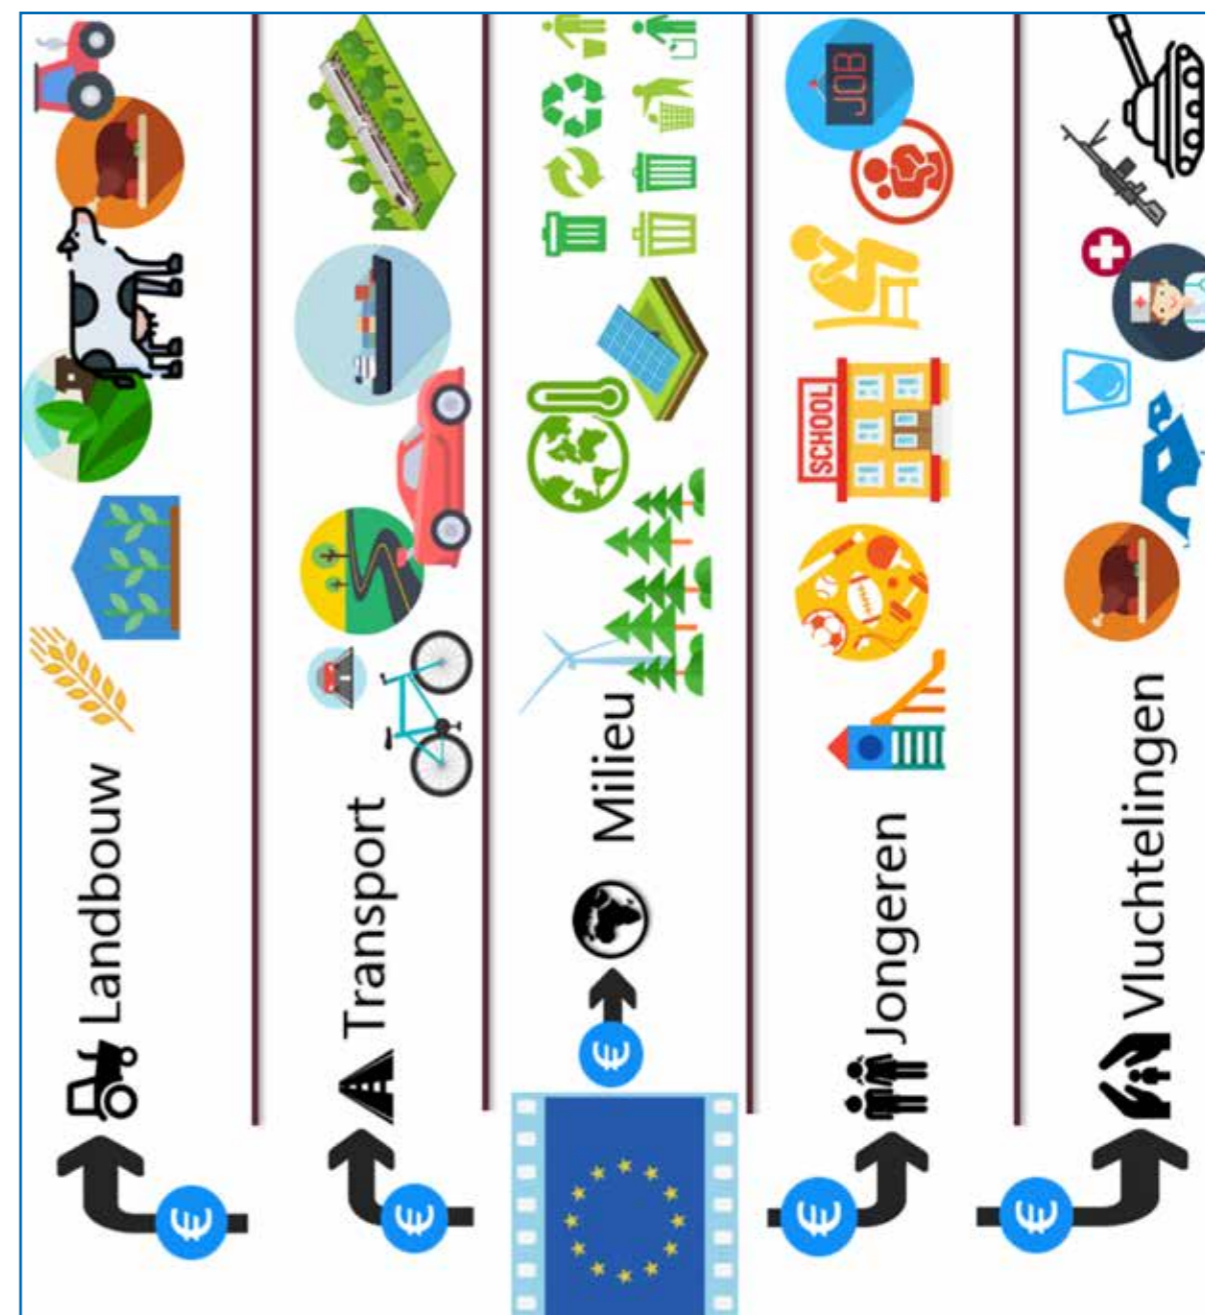 Landbouw
Transport
Milieu
Jongeren
Vluchtelingen
JOB
SCHOOL
€
€
€
€
€